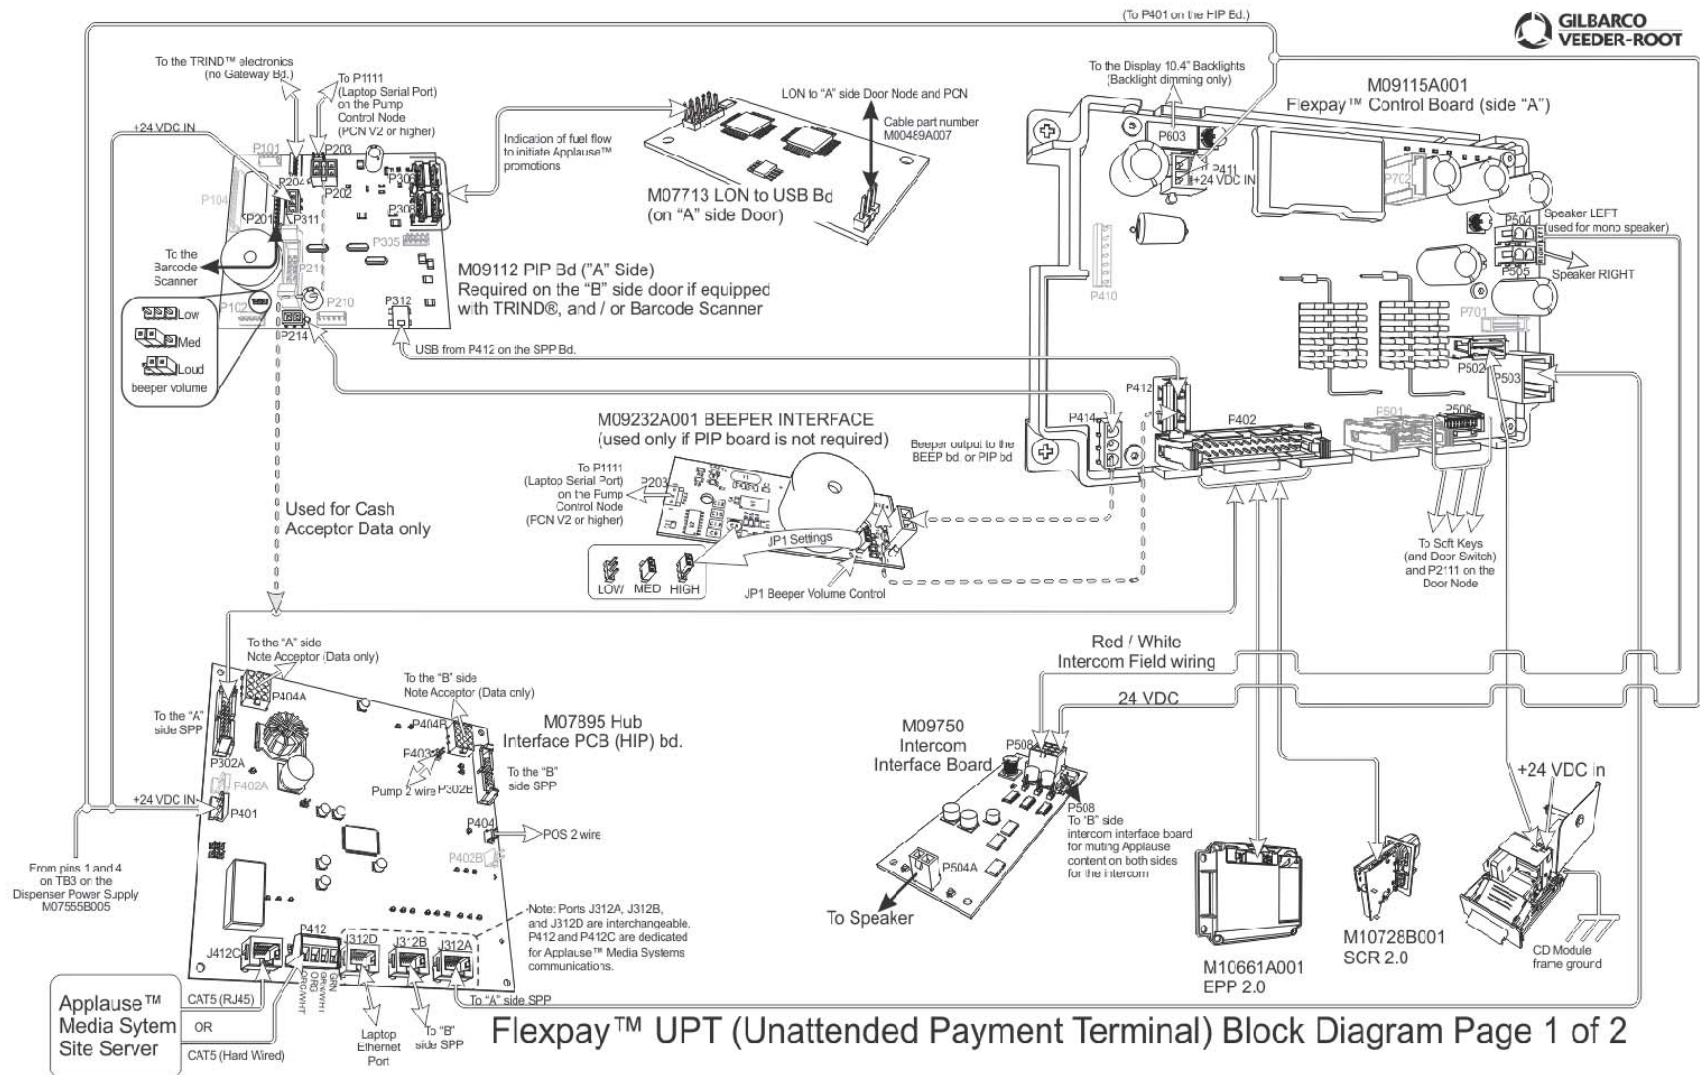 (To P401 on the HIP Bd.)
GILBARCO
VEEDER-ROOT
To the TRIND™ electronics
(no Gateway Bd.)
To P1111
(Laptop Serial Port)
on the Pump
Control Node
(PCN V2 or higher)
+24 VDC IN
Indication of fuel flow
to initiate Applause™
promotions
LON to "A" side Door Node and PCN
Cable part number
M00489A007
M07713 LON to USB Bd
(on "A" side Door)
To the Display 10.4" Backlights
(Backlight dimming only)
M09115A001
Flexpay™ Control Board (side "A")
P603
P411
+24 VDC IN
P702
P504
Speaker LEFT
(used for mono speaker)
P505
Speaker RIGHT
P410
P701
P502
P503
P101
P203
P204
P202
P104
P201
P311
P305
P211
P210
P102
P312
P214
To the
Barcode
Scanner
Low
Med
Loud
beeper volume
M09112 PIP Bd ("A" Side)
Required on the "B" side door if equipped
with TRIND®, and / or Barcode Scanner
USB from P412 on the SPP Bd.
P412
P414
P402
P501
P506
M09232A001 BEEPER INTERFACE
(used only if PIP board is not required)
Beeper output to the
BEEP bd. or PIP bd
To P1111
(Laptop Serial Port)
on the Pump
Control Node
(PCN V2 or higher)
P203
JP1 Settings
LOW
MED
HIGH
JP1 Beeper Volume Control
Used for Cash
Acceptor Data only
To Soft Keys
(and Door Switch)
and P2111 on the
Door Node
Red / White
Intercom Field wiring
24 VDC
To the "A" side
Note Acceptor (Data only)
P404A
To the "A"
side SPP
P302A
P402A
+24 VDC IN
P401
To the "B" side
Note Acceptor (Data only)
P404B
P403
Pump 2 wire
P302B
M07895 Hub
Interface PCB (HIP) bd.
To the "B"
side SPP
P404
POS 2 wire
P402B
From pins 1 and 4
on TB3 on the
Dispenser Power Supply
M07555B005
M09750
Intercom
Interface Board
P508
P508
To "B" side
intercom interface board
for muting Applause
content on both sides
for the intercom
P504A
To Speaker
+24 VDC in
CD Module
frame ground
M10661A001
EPP 2.0
M10728B001
SCR 2.0
Note: Ports J312A, J312B,
and J312D are interchangeable.
P412 and P412C are dedicated
for Applause™ Media Systems
communications.
J412C
P412
J312D
J312B
J312A
ORG/WHT
ORG
GRN/WHT
GRN
Applause™
Media Sytem
Site Server
CAT5 (RJ45)
OR
CAT5 (Hard Wired)
Laptop
Ethernet
Port
To "B"
side SPP
To "A" side SPP
Flexpay™ UPT (Unattended Payment Terminal) Block Diagram Page 1 of 2